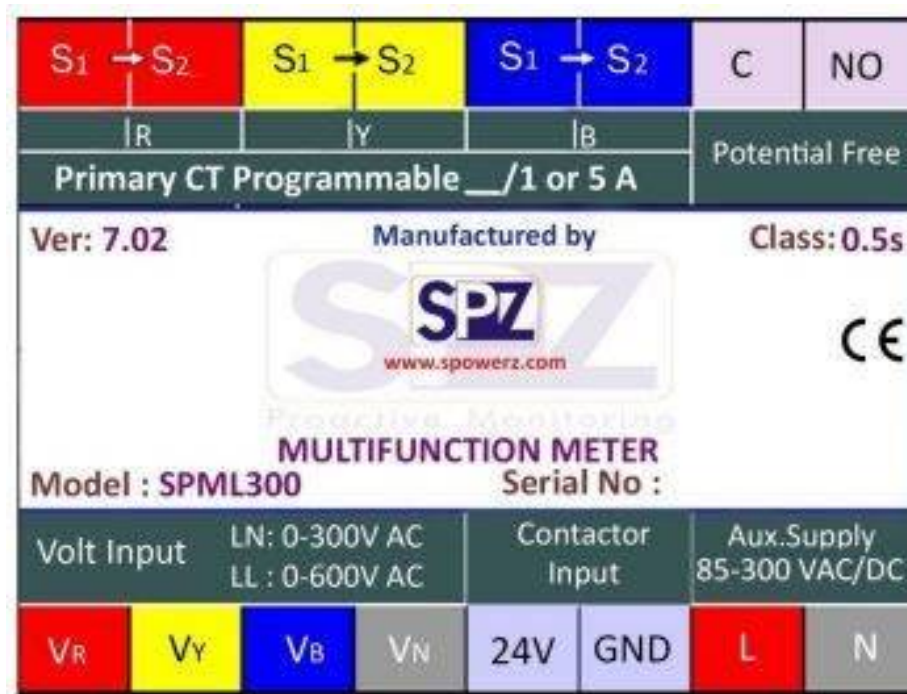 S1 → S2 S1 → S2 S1 → S2 C NO
|R |Y |B
Potential Free
Primary CT Programmable __/1 or 5 A
Ver: 7.02 Manufactured by Class: 0.5s
SPZ
SPZ
www.spowerz.com
CE
Proactive Monitoring
MULTIFUNCTION METER
Model : SPML300 Serial No :
Volt Input LN: 0-300V AC Contactor Aux.Supply
LL : 0-600V AC Input 85-300 VAC/DC
VR VY VB VN 24V GND L N